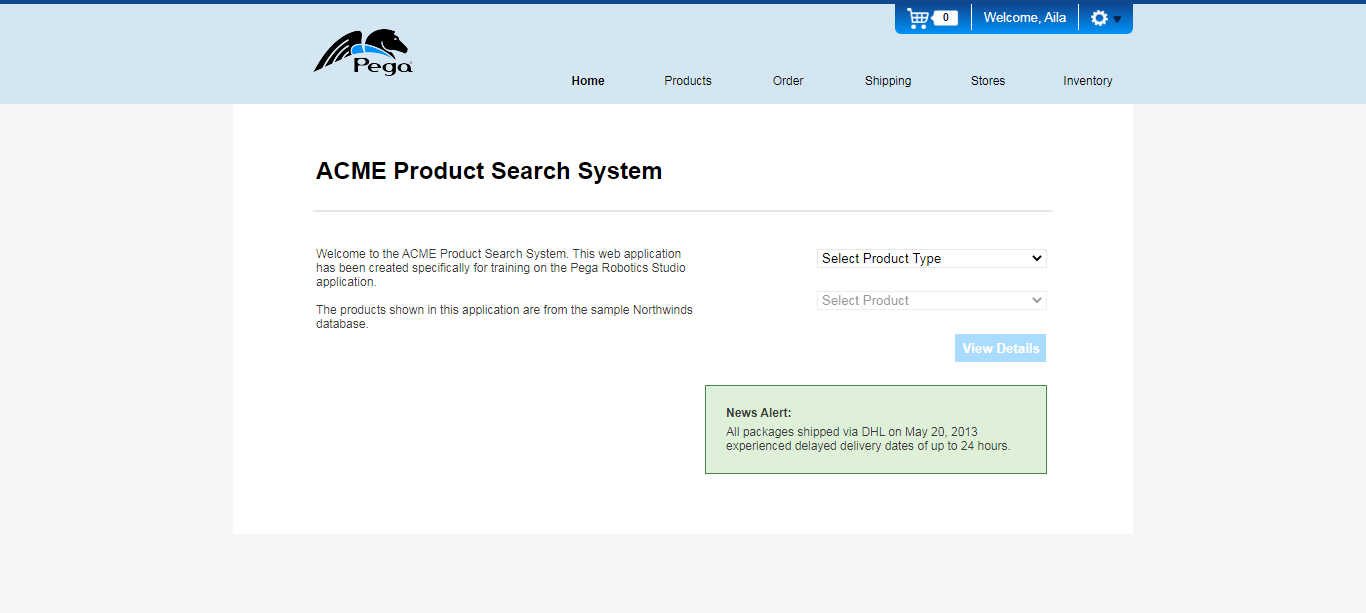 0
Welcome, Aila
Pega
Home
Products
Order
Shipping
Stores
Inventory
ACME Product Search System
Welcome to the ACME Product Search System. This web application
has been created specifically for training on the Pega Robotics Studio
application.
The products shown in this application are from the sample Northwinds
database.
Select Product Type
Select Product
View Details
News Alert:
All packages shipped via DHL on May 20, 2013
experienced delayed delivery dates of up to 24 hours.